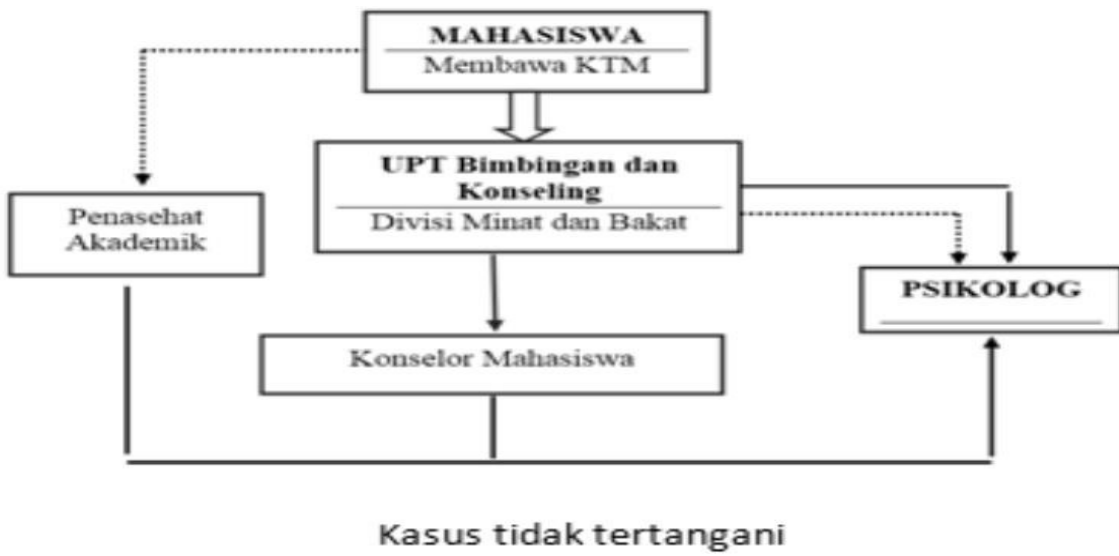 MAHASISWA
Membawa KTM
UPT Bimbingan dan
Konseling
Divisi Minat dan Bakat
Penasehat
Akademik
PSIKOLOG
Konselor Mahasiswa
Kasus tidak tertangani